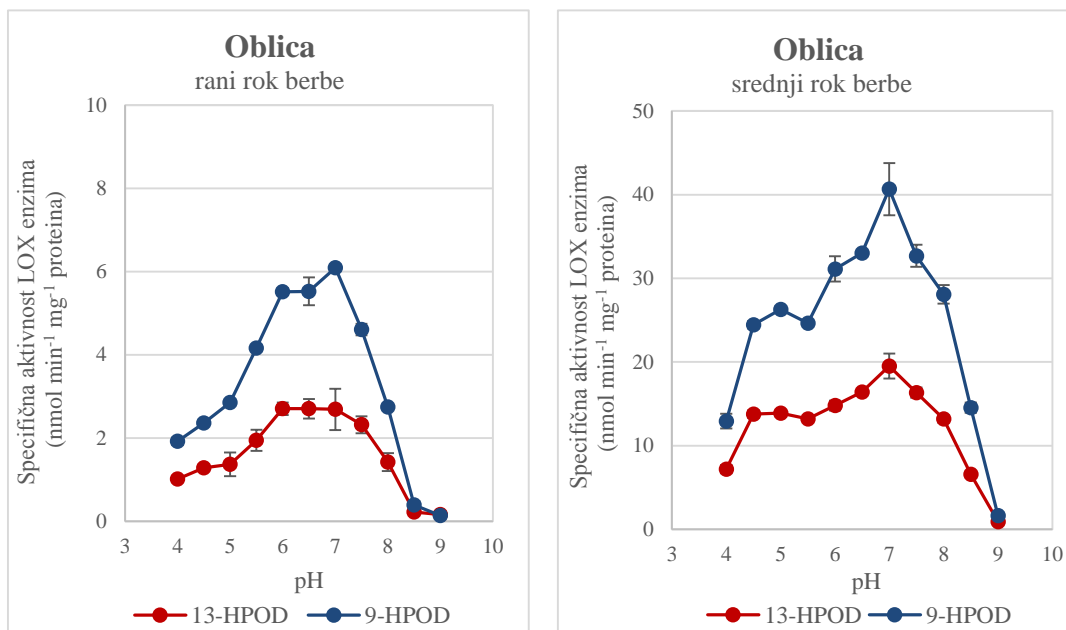 Oblica
rani rok berbe
Specifična aktivnost LOX enzima
(nmol min⁻¹ mg⁻¹ proteina)
10
8
6
4
2
0
3 4 5 6 7 8 9 10
pH
13-HPOD 9-HPOD
Oblica
srednji rok berbe
Specifična aktivnost LOX enzima
(nmol min⁻¹ mg⁻¹ proteina)
50
40
30
20
10
0
3 4 5 6 7 8 9 10
pH
13-HPOD 9-HPOD